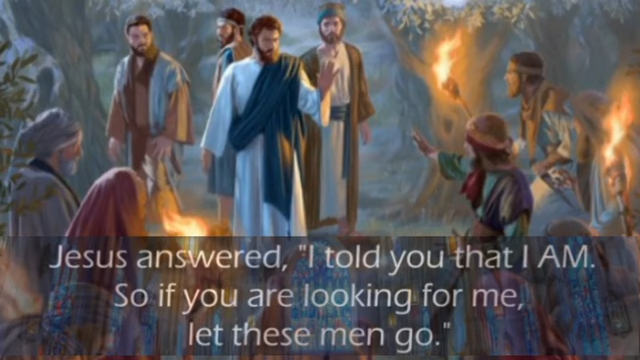 Jesus answered, "I told you that I AM.
So if you are looking for me,
let these men go."